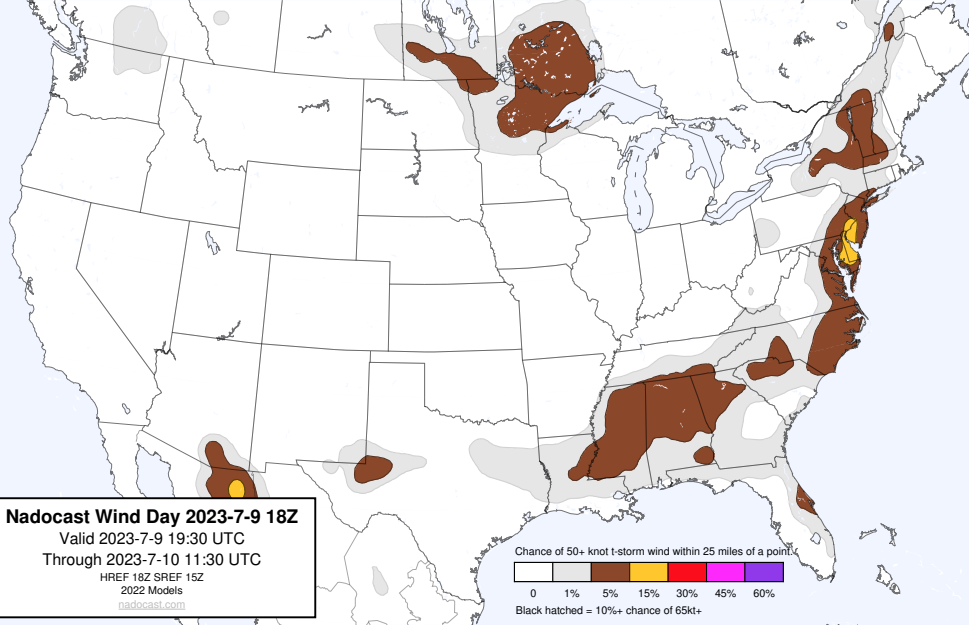 Nadocast Wind Day 2023-7-9 18Z
Valid 2023-7-9 19:30 UTC
Through 2023-7-10 11:30 UTC
HREF 18Z SREF 15Z
2022 Models
nadocast.com
Chance of 50+ knot t-storm wind within 25 miles of a point.
0 1% 5% 15% 30% 45% 60%
Black hatched = 10%+ chance of 65kt+